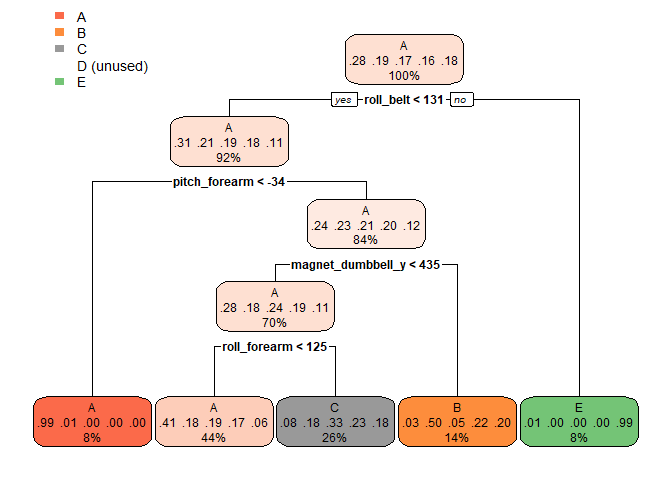 A
B
C
D (unused)
E
A
.28 .19 .17 .16 .18
100%
yes roll_belt < 131 no
A
.31 .21 .19 .18 .11
92%
pitch_forearm < -34
A
.24 .23 .21 .20 .12
84%
magnet_dumbbell_y < 435
A
.28 .18 .24 .19 .11
70%
roll_forearm < 125
A
.99 .01 .00 .00 .00
8%
A
.41 .18 .19 .17 .06
44%
C
.08 .18 .33 .23 .18
26%
B
.03 .50 .05 .22 .20
14%
E
.01 .00 .00 .00 .99
8%